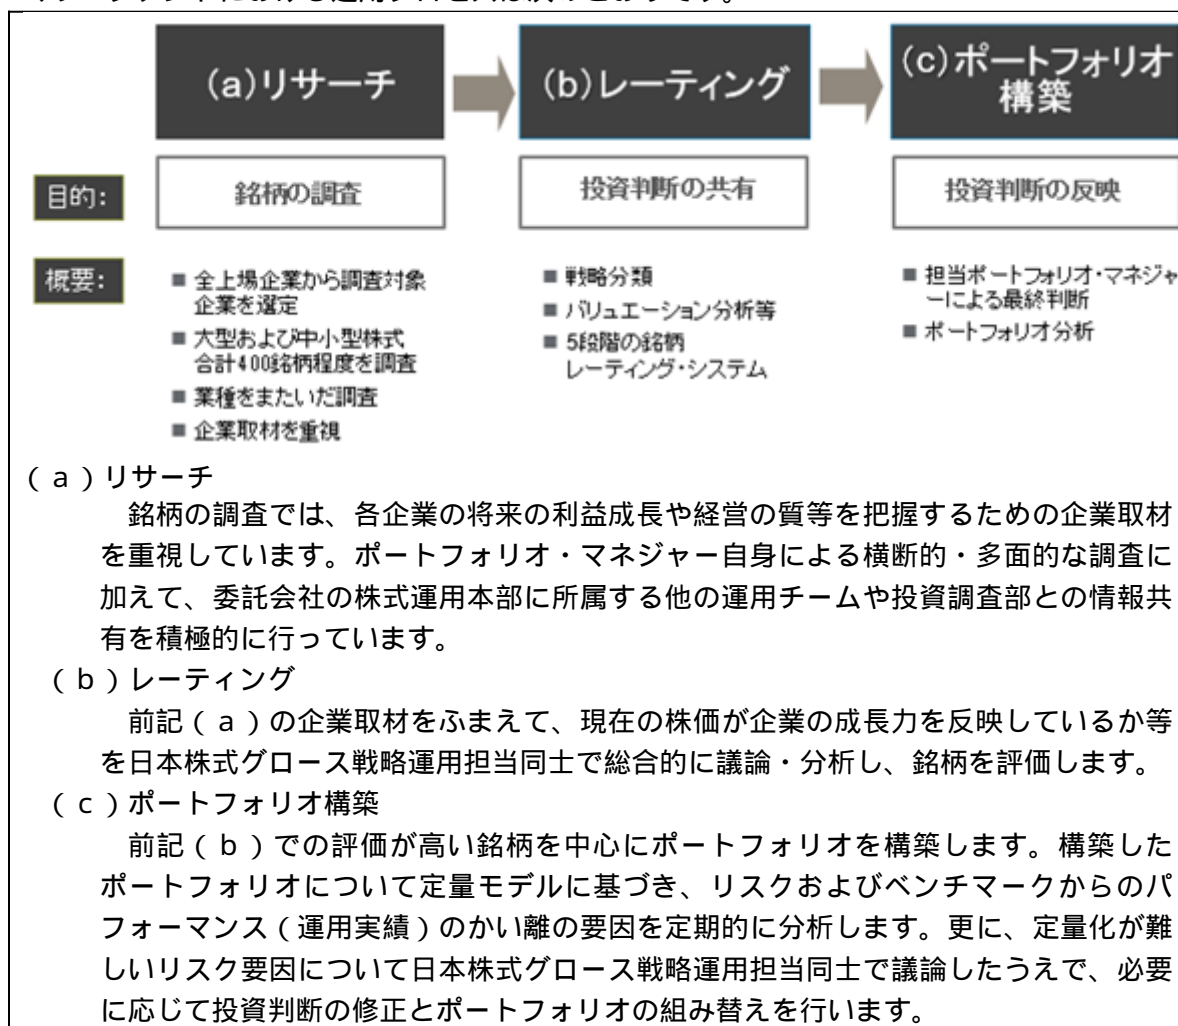 (a)リサーチ
(b)レーティング
(c)ポートフォリオ
構築
目的:
銘柄の調査
投資判断の共有
投資判断の反映
概要:
■ 全上場企業から調査対象
企業を選定
■ 大型および中小型株式
合計400銘柄程度を調査
■ 業種をまたいだ調査
■ 企業取材を重視
■ 戦略分類
■ バリュエーション分析等
■ 5段階の銘柄
レーティング・システム
■ 担当ポートフォリオ・マネジャ
ーによる最終判断
■ ポートフォリオ分析
(a)リサーチ
銘柄の調査では、各企業の将来の利益成長や経営の質等を把握するための企業取材
を重視しています。ポートフォリオ・マネジャー自身による横断的・多面的な調査に
加えて、委託会社の株式運用本部に所属する他の運用チームや投資調査部との情報共
有を積極的に行っています。
(b)レーティング
前記(a)の企業取材をふまえて、現在の株価が企業の成長力を反映しているか等
を日本株式グロース戦略運用担当同士で総合的に議論・分析し、銘柄を評価します。
(c)ポートフォリオ構築
前記(b)での評価が高い銘柄を中心にポートフォリオを構築します。構築した
ポートフォリオについて定量モデルに基づき、リスクおよびベンチマークからのパ
フォーマンス(運用実績)のかい離の要因を定期的に分析します。更に、定量化が難
しいリスク要因について日本株式グロース戦略運用担当同士で議論したうえで、必要
に応じて投資判断の修正とポートフォリオの組み替えを行います。